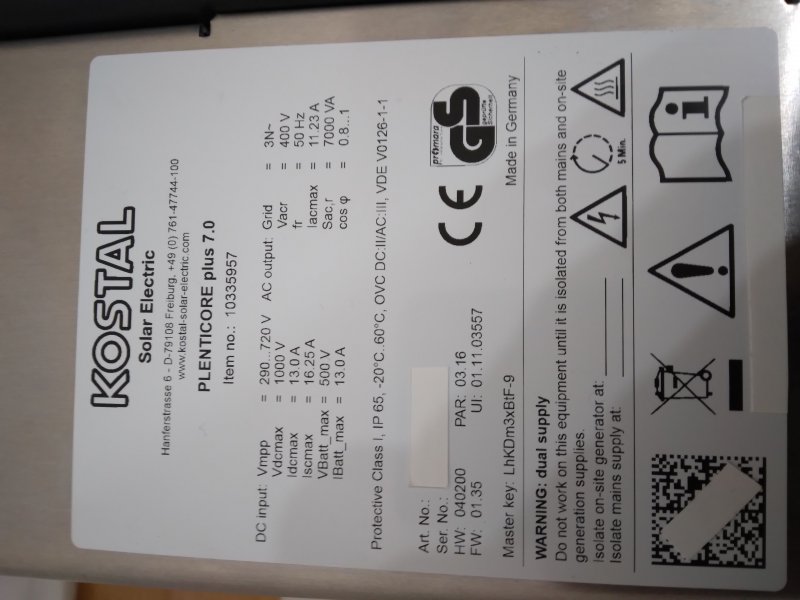 KOSTAL
Solar Electric
Hanferstrasse 6 - D-79108 Freiburg. +49 (0)761-47744-100
www.kostal-solar-electric.com
PLENTICORE plus 7.0
Item no.: 10335957
DC input: Vmpp = 290...720 V AC output: Grid = 3N~
Vdcmax = 1000 V Vacr = 400 V
Idcmax = 13.0 A fr = 50 Hz
Iscmax = 16.25 A Iacmax = 11.23 A
VBatt_max = 500 V Sac,r = 7000 VA
IBatt_max = 13.0 A cos φ = 0.8...1
Protective Class I, IP 65, -20°C..60°C, OVC DC:II/AC:III, VDE V0126-1-1
Art. No.:
Ser. No.:
HW: 040200 PAR: 03.16
FW: 01.35 UI: 01.11.03557
Master key: LhKDm3xBtF-9
CE
primara
GS
geprüfte
Sicherheit
Made in Germany
WARNING: dual supply
Do not work on this equipment until it is isolated from both mains and on-site
generation supplies.
Isolate on-site generator at:
Isolate mains supply at:
5 Min.